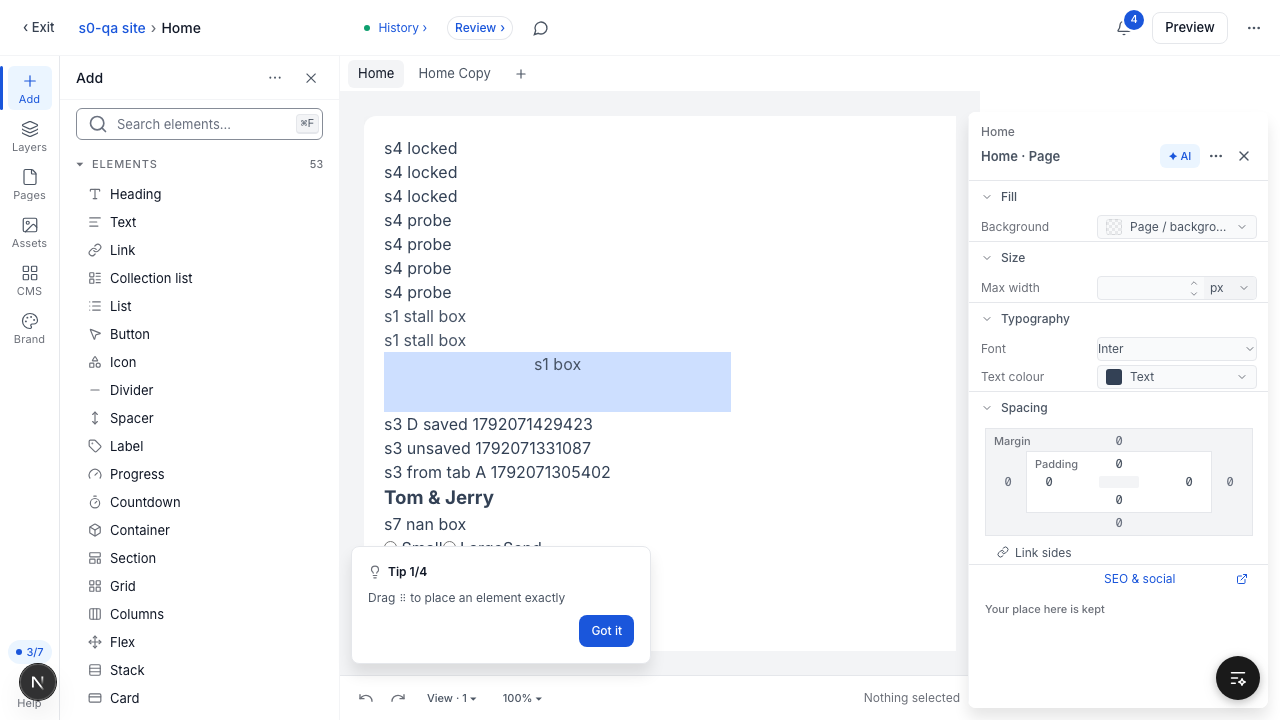 ‹ Exit
s0-qa site › Home
History ›
Review ›
4
Preview
Add
Layers
Pages
Assets
CMS
Brand
3/7
N
Help
Add
Search elements...
⌘F
ELEMENTS 53
Heading
Text
Link
Collection list
List
Button
Icon
Divider
Spacer
Label
Progress
Countdown
Container
Section
Grid
Columns
Flex
Stack
Card
Home
Home Copy
s4 locked
s4 locked
s4 locked
s4 probe
s4 probe
s4 probe
s4 probe
s1 stall box
s1 stall box
s1 box
s3 D saved 1792071429423
s3 unsaved 1792071331087
s3 from tab A 1792071305402
Tom & Jerry
s7 nan box
Small LargeSend
Tip 1/4
Drag ⠿ to place an element exactly
Got it
View · 1
100%
Nothing selected
Home
Home · Page
AI
Fill
Background Page / backgro...
Size
Max width px
Typography
Font Inter
Text colour Text
Spacing
Margin 0
Padding 0
0 0 0 0
0
0
Link sides
SEO & social
Your place here is kept